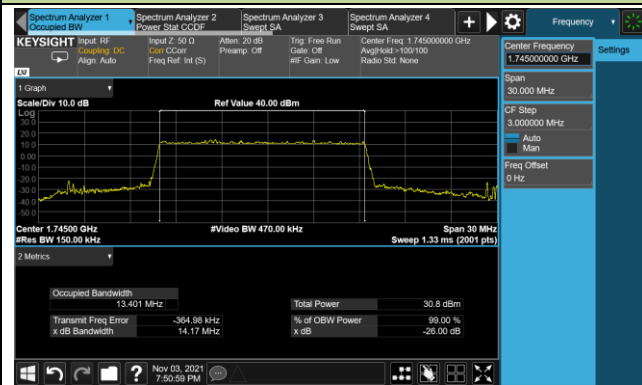 Spectrum Analyzer 1
Occupied BW
Spectrum Analyzer 2
Power Stat CCDF
Spectrum Analyzer 3
Swept SA
Spectrum Analyzer 4
Swept SA
Frequency
KEYSIGHT
Input: RF
Coupling: DC
Align: Auto
Input Z: 50 Ω
Corr CCorr
Freq Ref: Int (S)
Atten: 20 dB
Preamp: Off
Trig: Free Run
Gate: Off
#IF Gain: Low
Center Freq: 1.745000000 GHz
Avg|Hold:>100/100
Radio Std: None
LXI
1 Graph
Scale/Div 10.0 dB
Ref Value 40.00 dBm
Log
30.0
20.0
10.0
0.00
-10.0
-20.0
-30.0
-40.0
-50.0
Center 1.74500 GHz
#Video BW 470.00 kHz
Span 30 MHz
#Res BW 150.00 kHz
Sweep 1.33 ms (2001 pts)
2 Metrics
Occupied Bandwidth
13.401 MHz
Total Power
30.8 dBm
Transmit Freq Error
-364.98 kHz
% of OBW Power
99.00 %
x dB Bandwidth
14.17 MHz
x dB
-26.00 dB
Center Frequency
1.745000000 GHz
Settings
Span
30.000 MHz
CF Step
3.000000 MHz
Auto
Man
Freq Offset
0 Hz
Nov 03, 2021
7:50:59 PM